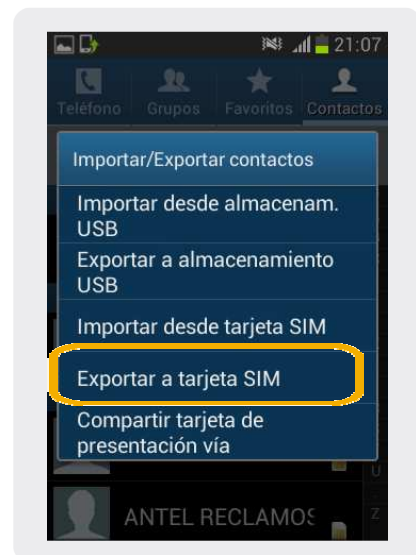 21:07
Teléfono Grupos Favoritos Contactos
Importar/Exportar contactos
Importar desde almacenam.
USB
Exportar a almacenamiento
USB
Importar desde tarjeta SIM
Exportar a tarjeta SIM
Compartir tarjeta de
presentación vía
U
ANTEL RECLAMOS
Z